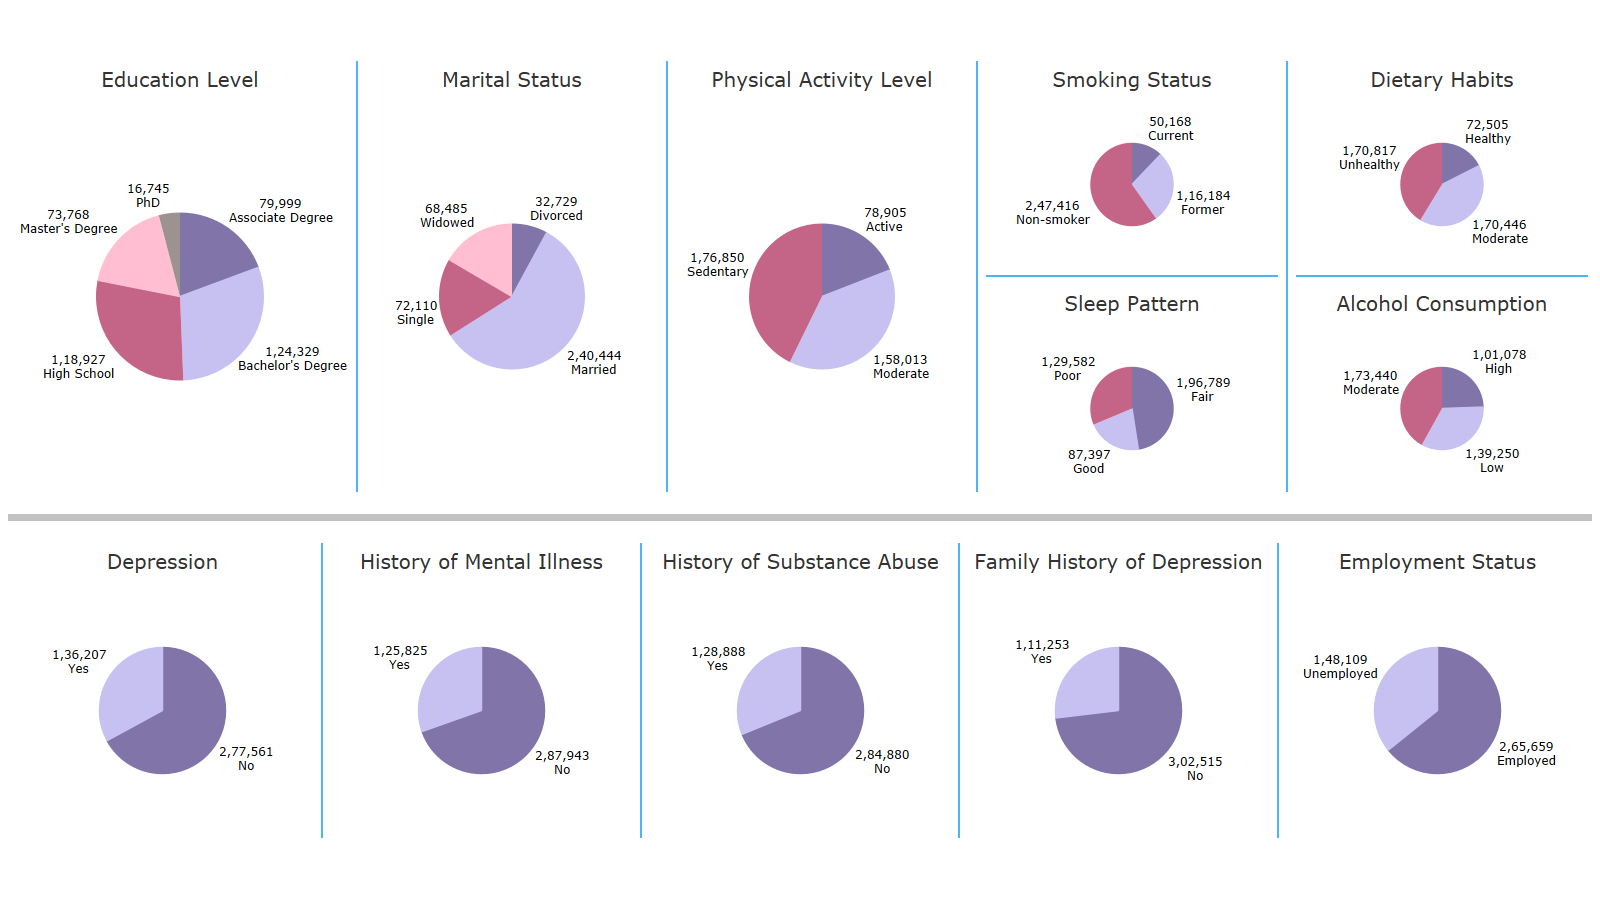 Education Level
16,745
PhD
79,999
Associate Degree
73,768
Master's Degree
1,18,927
High School
1,24,329
Bachelor's Degree
Marital Status
32,729
Divorced
68,485
Widowed
72,110
Single
2,40,444
Married
Physical Activity Level
78,905
Active
1,76,850
Sedentary
1,58,013
Moderate
Smoking Status
50,168
Current
1,16,184
Former
2,47,416
Non-smoker
Sleep Pattern
1,29,582
Poor
1,96,789
Fair
87,397
Good
Dietary Habits
72,505
Healthy
1,70,817
Unhealthy
1,70,446
Moderate
Alcohol Consumption
1,01,078
High
1,73,440
Moderate
1,39,250
Low
Depression
1,36,207
Yes
2,77,561
No
History of Mental Illness
1,25,825
Yes
2,87,943
No
History of Substance Abuse
1,28,888
Yes
2,84,880
No
Family History of Depression
1,11,253
Yes
3,02,515
No
Employment Status
1,48,109
Unemployed
2,65,659
Employed